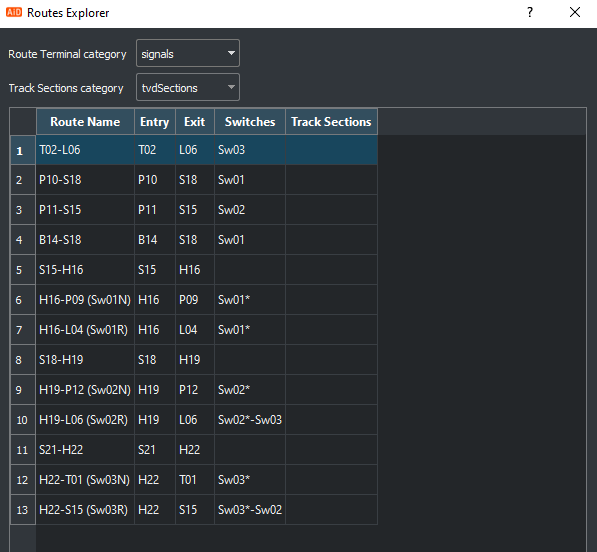 AiD Routes Explorer ? ×
Route Terminal category signals
Track Sections category tvdSections
Route Name Entry Exit Switches Track Sections
1 T02-L06 T02 L06 Sw03
2 P10-S18 P10 S18 Sw01
3 P11-S15 P11 S15 Sw02
4 B14-S18 B14 S18 Sw01
5 S15-H16 S15 H16
6 H16-P09 (Sw01N) H16 P09 Sw01*
7 H16-L04 (Sw01R) H16 L04 Sw01*
8 S18-H19 S18 H19
9 H19-P12 (Sw02N) H19 P12 Sw02*
10 H19-L06 (Sw02R) H19 L06 Sw02*-Sw03
11 S21-H22 S21 H22
12 H22-T01 (Sw03N) H22 T01 Sw03*
13 H22-S15 (Sw03R) H22 S15 Sw03*-Sw02